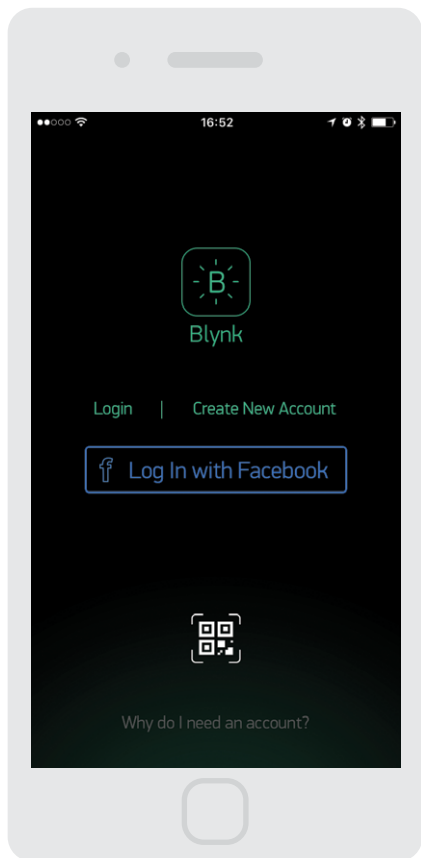 16:52
B
Blynk
Login | Create New Account
f Log In with Facebook
Why do I need an account?